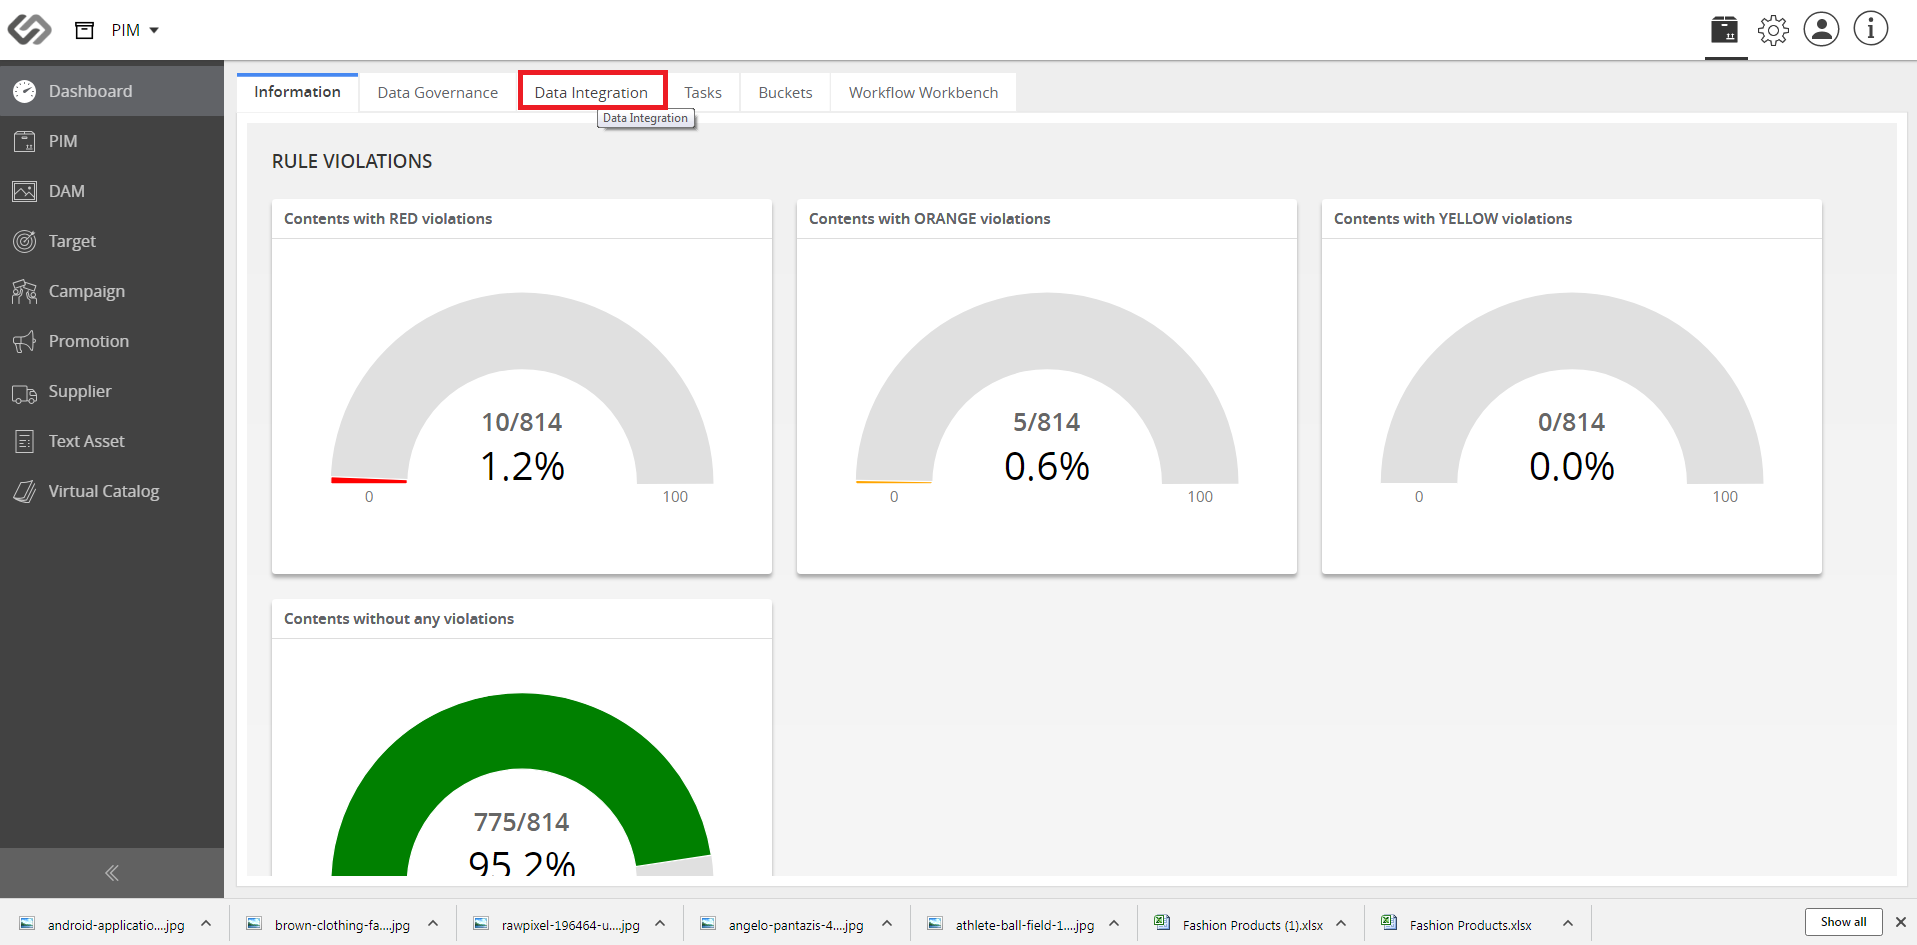 PIM
Dashboard
PIM
DAM
Target
Campaign
Promotion
Supplier
Text Asset
Virtual Catalog
Information
Data Governance
Data Integration
Tasks
Buckets
Workflow Workbench
Data Integration
RULE VIOLATIONS
Contents with RED violations
10/814
1.2%
0
100
Contents with ORANGE violations
5/814
0.6%
0
100
Contents with YELLOW violations
0/814
0.0%
0
100
Contents without any violations
775/814
95.2%
android-applicatio....jpg
brown-clothing-fa....jpg
rawpixel-196464-u....jpg
angelo-pantazis-4....jpg
athlete-ball-field-1....jpg
Fashion Products (1).xlsx
Fashion Products.xlsx
Show all